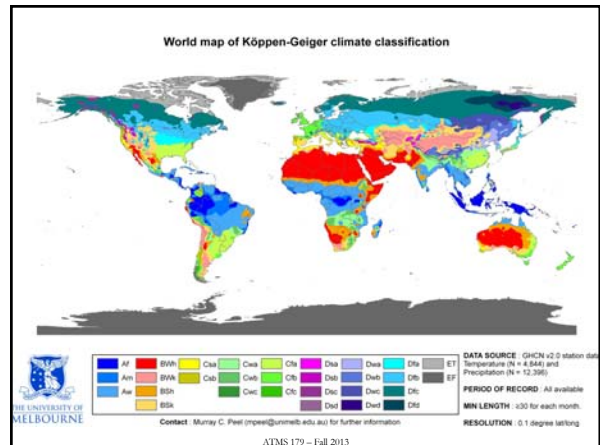 World map of Köppen-Geiger climate classification
Af BWh Csa Cwa Cfa Dsa Dwa Dfa ET
Am BWk Csb Cwb Cfb Dsb Dwb Dfb EF
Aw BSh Cwc Cfc Dsc Dwc Dfc
BSk Dsd Dwd Dfd
Contact : Murray C. Peel (mpeel@unimelb.edu.au) for further information
DATA SOURCE : GHCN v2.0 station data
Temperature (N = 4,844) and
Precipitation (N = 12,396)
PERIOD OF RECORD : All available
MIN LENGTH : ≥30 for each month.
RESOLUTION : 0.1 degree lat/long
THE UNIVERSITY OF
MELBOURNE
ATMS 179 – Fall 2013